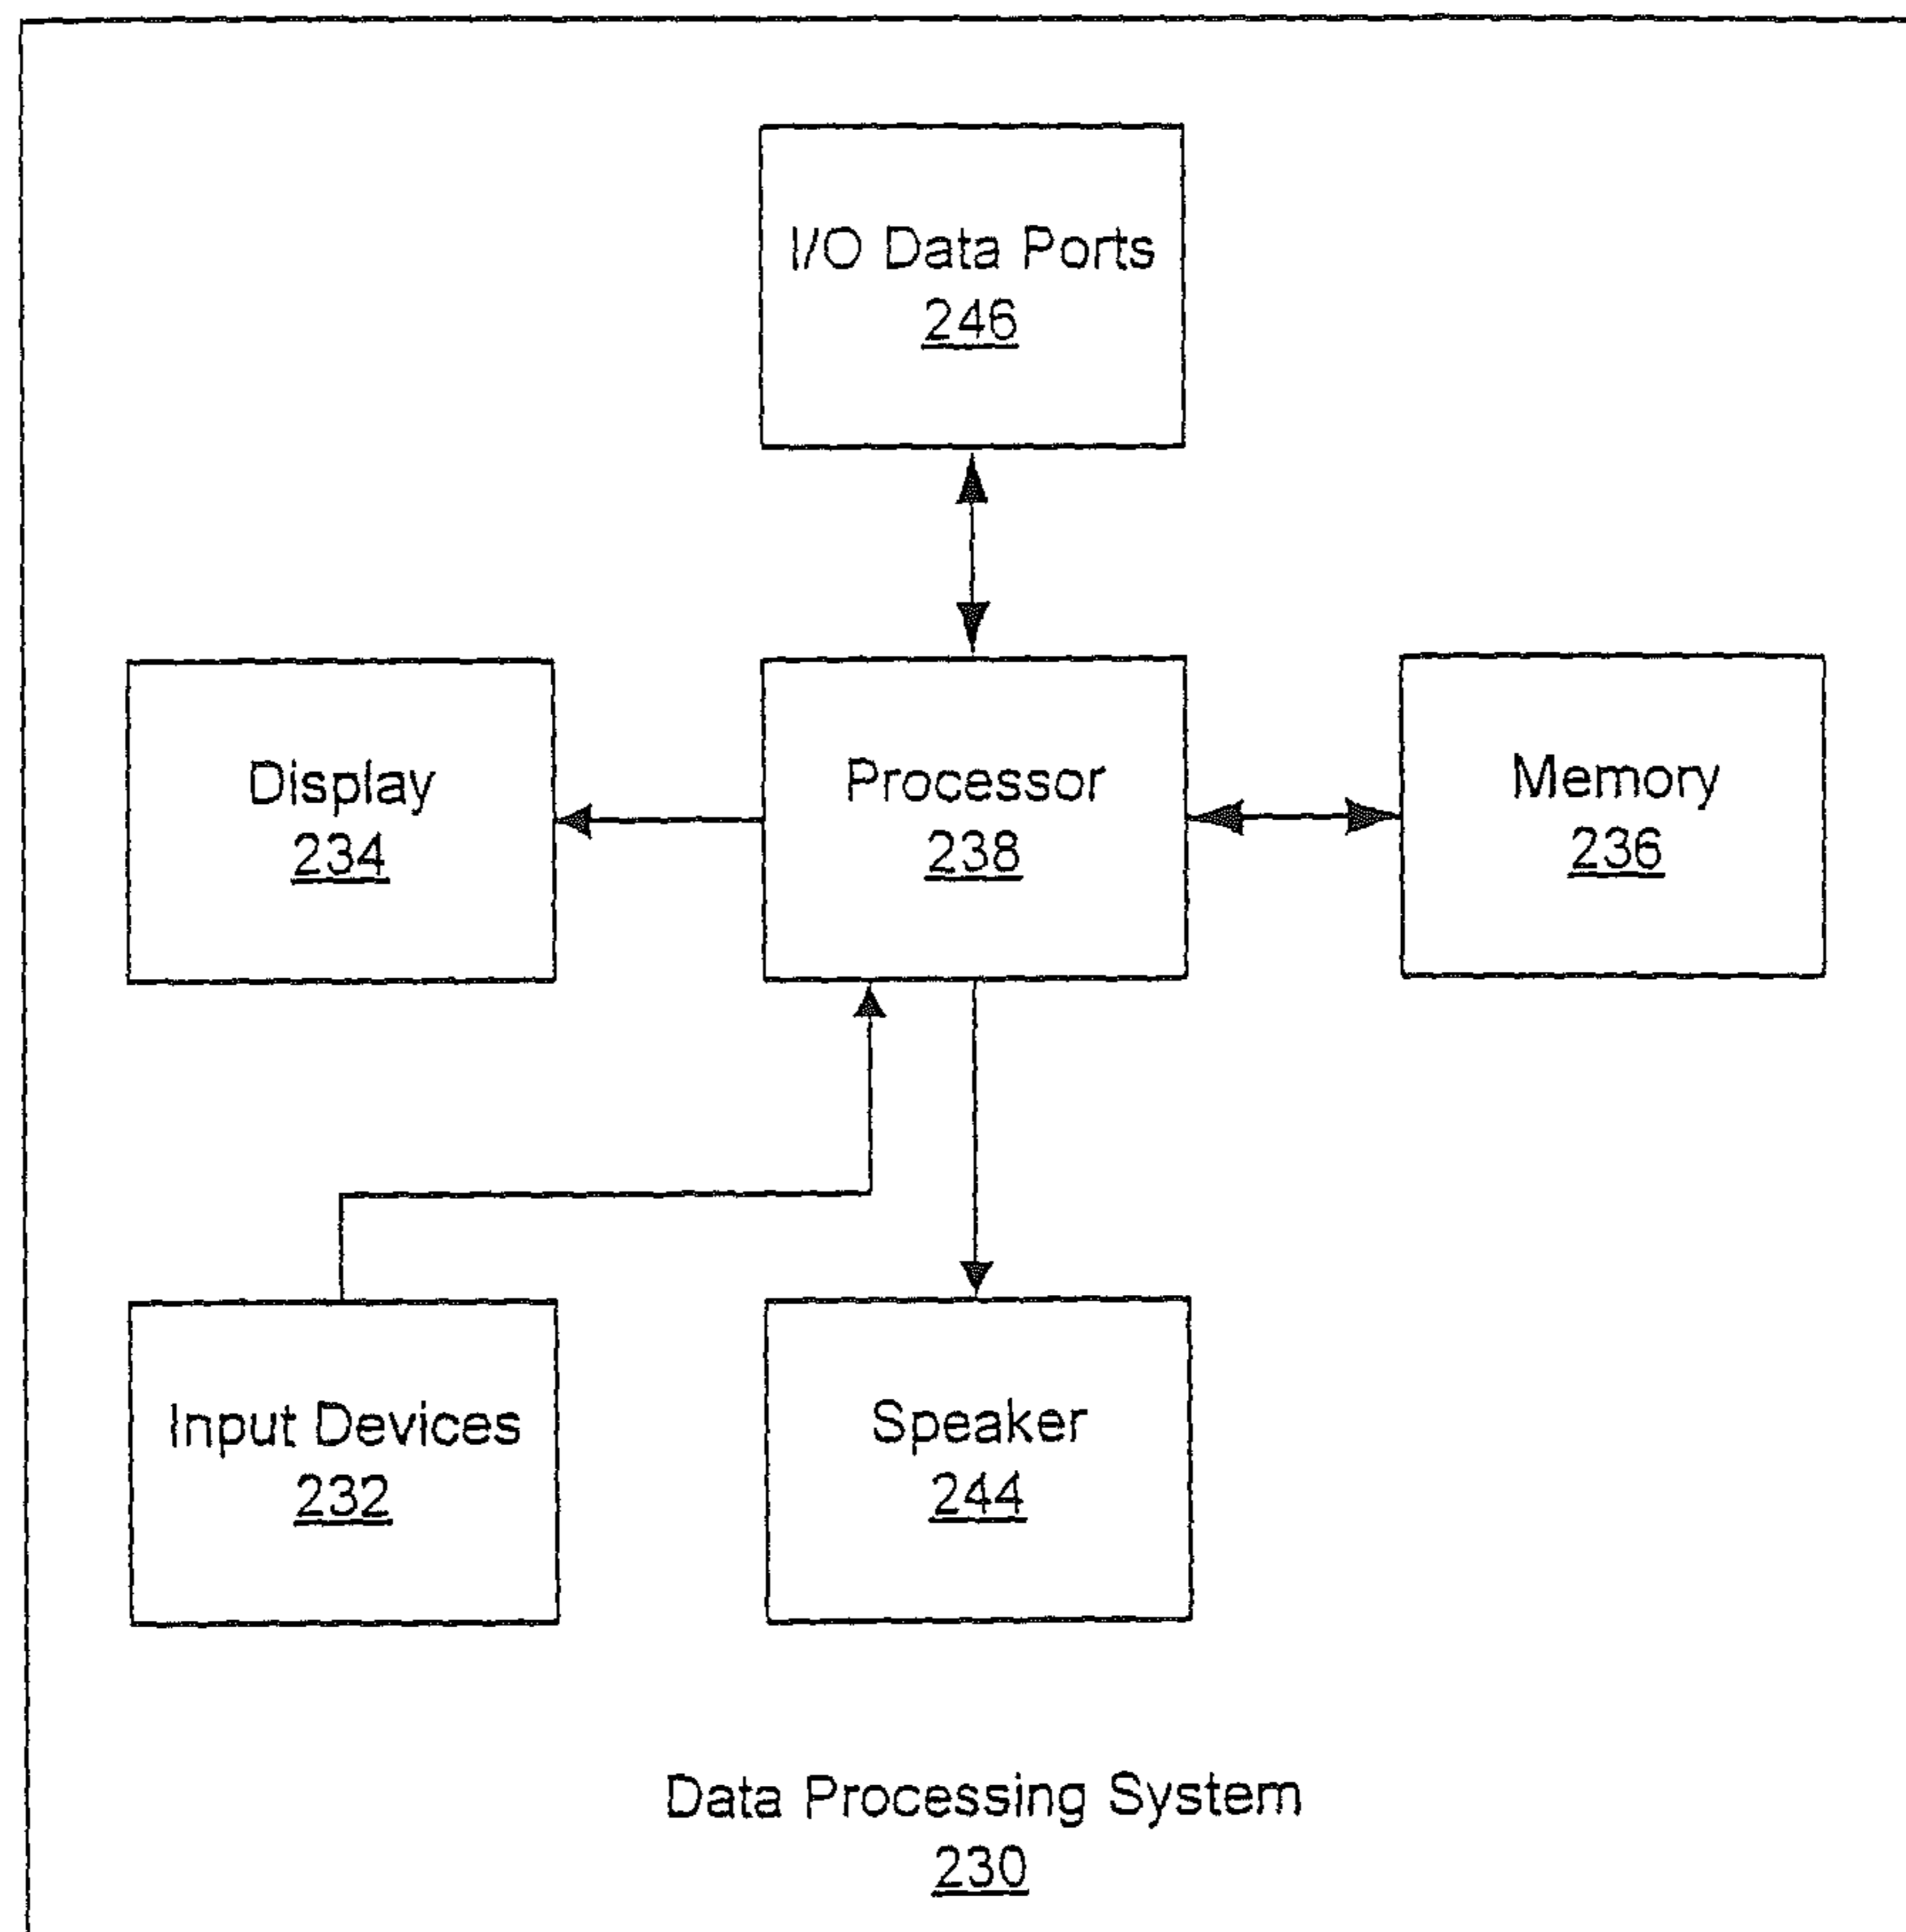 I/O Data Ports
246
Display
234
Processor
238
Memory
236
Input Devices
232
Speaker
244
Data Processing System
230